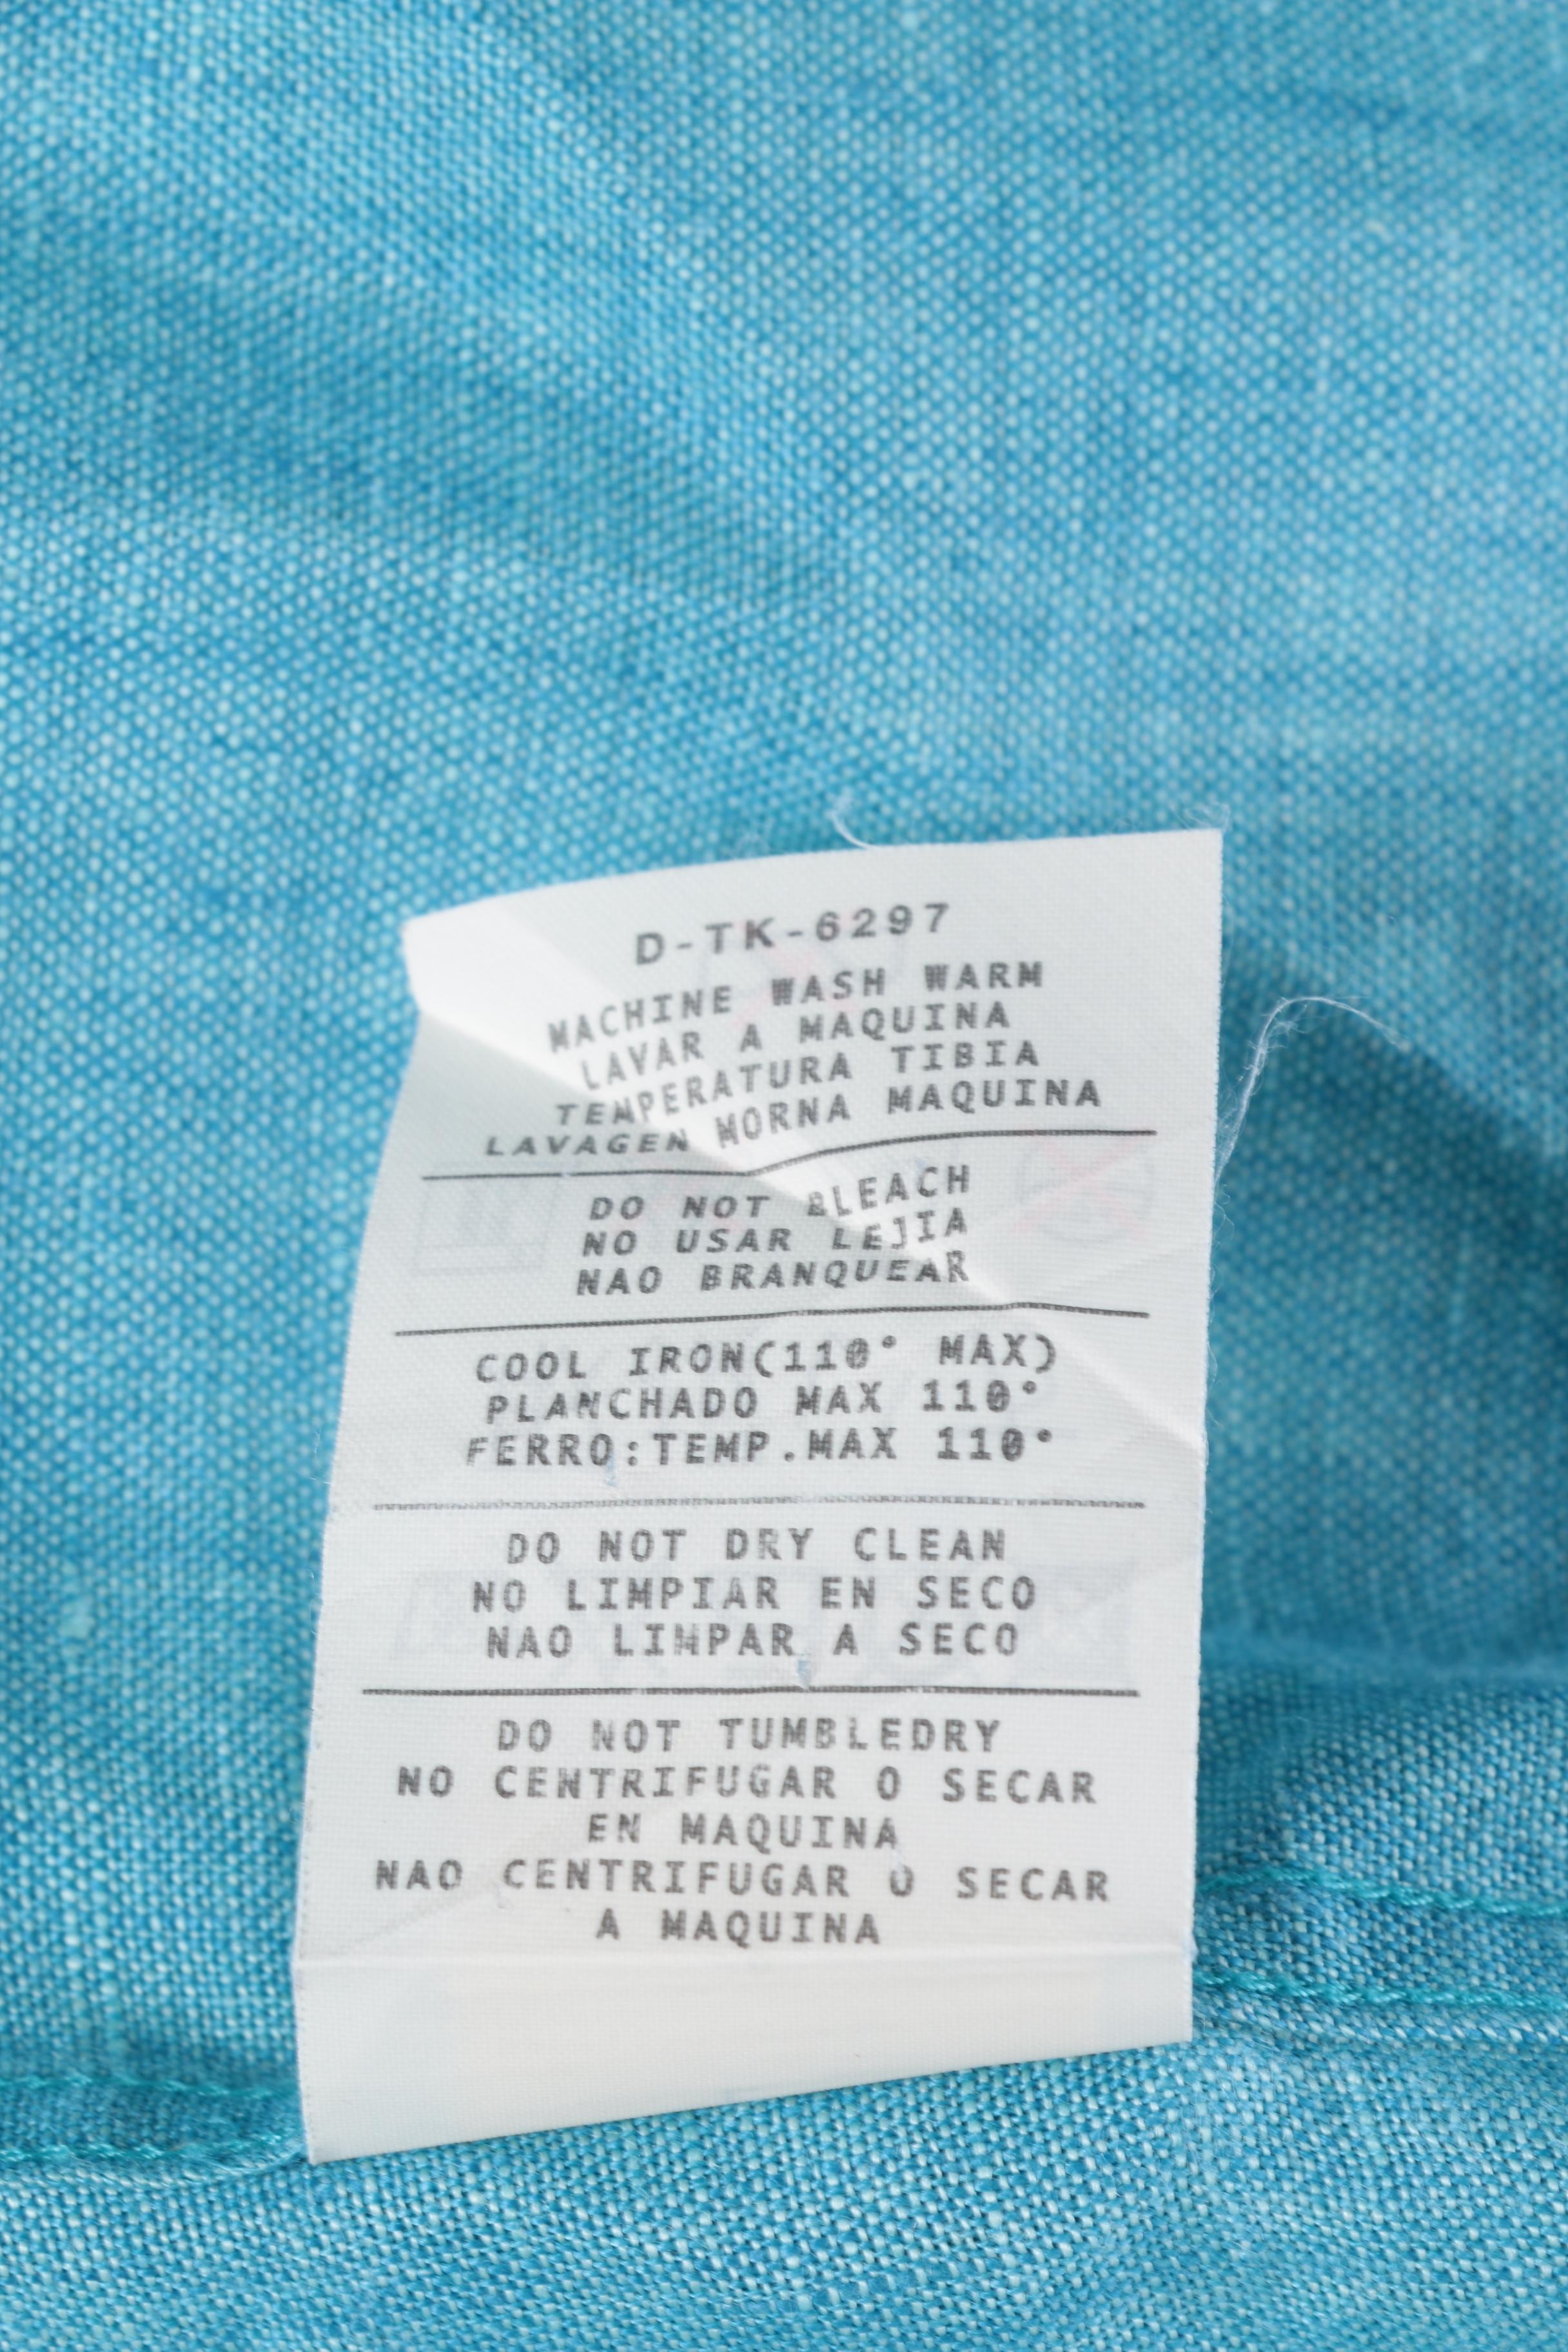 D-TK-6297
MACHINE WASH WARM
LAVAR A MAQUINA
TEMPERATURA TIBIA
LAVAGEN MORNA MAQUINA
DO NOT BLEACH
NO USAR LEJIA
NAO BRANQUEAR
COOL IRON(110° MAX)
PLANCHADO MAX 110°
FERRO:TEMP.MAX 110°
DO NOT DRY CLEAN
NO LIMPIAR EN SECO
NAO LIMPAR A SECO
DO NOT TUMBLEDRY
NO CENTRIFUGAR O SECAR
EN MAQUINA
NAO CENTRIFUGAR O SECAR
A MAQUINA